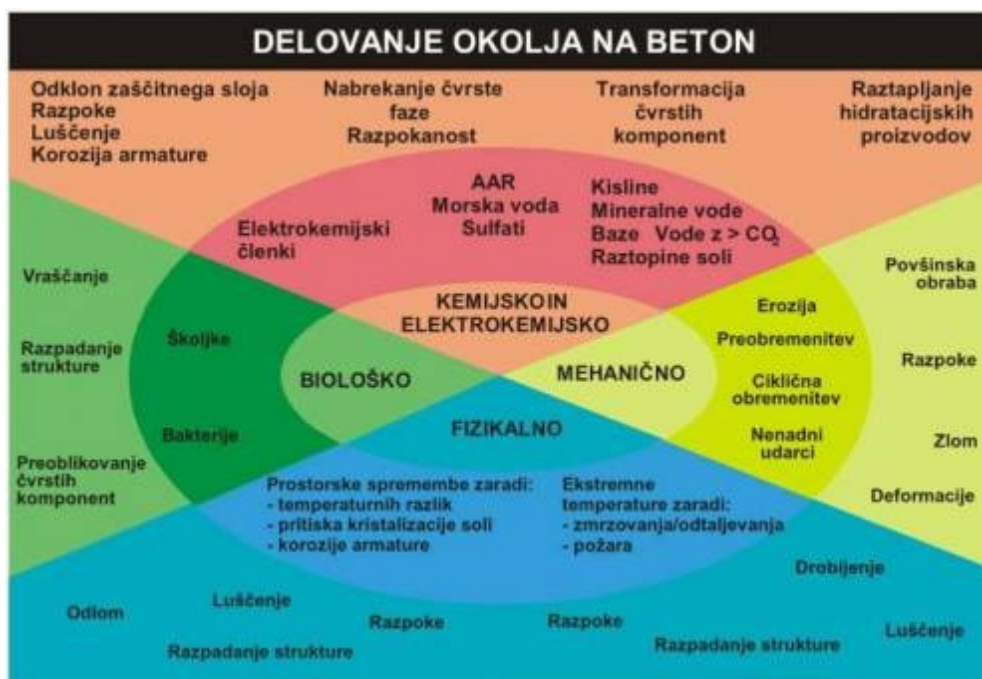 DELOVANJE OKOLJA NA BETON
Odklon zaščitnega sloja
Razpoke
Luščenje
Korozija armature
Nabrekanje čvrste
faze
Razpokanost
Transformacija
čvrstih
komponent
Raztapljanje
hidratacijskih
proizvodov
Elektrokemijski
členki
AAR
Morska voda
Sulfati
Kisline
Mineralne vode
Baze Vode z > CO2
Raztopine soli
KEMIJSKO IN
ELEKTROKEMIJSKO
Vraščanje
Razpadanje
strukture
Preoblikovanje
čvrstih
komponent
Školjke
Bakterije
BIOLOŠKO
MEHANIČNO
Erozija
Preobremenitev
Ciklična
obremenitev
Nenadni
udarci
Povšinska
obraba
Razpoke
Zlom
Deformacije
FIZIKALNO
Prostorske spremembe zaradi:
- temperaturnih razlik
- pritiska kristalizacije soli
- korozije armature
Ekstremne
temperature zaradi:
- zmrzovanja/odtaljevanja
- požara
Odlom
Luščenje
Razpadanje strukture
Razpoke
Razpoke
Drobljenje
Razpadanje strukture
Luščenje